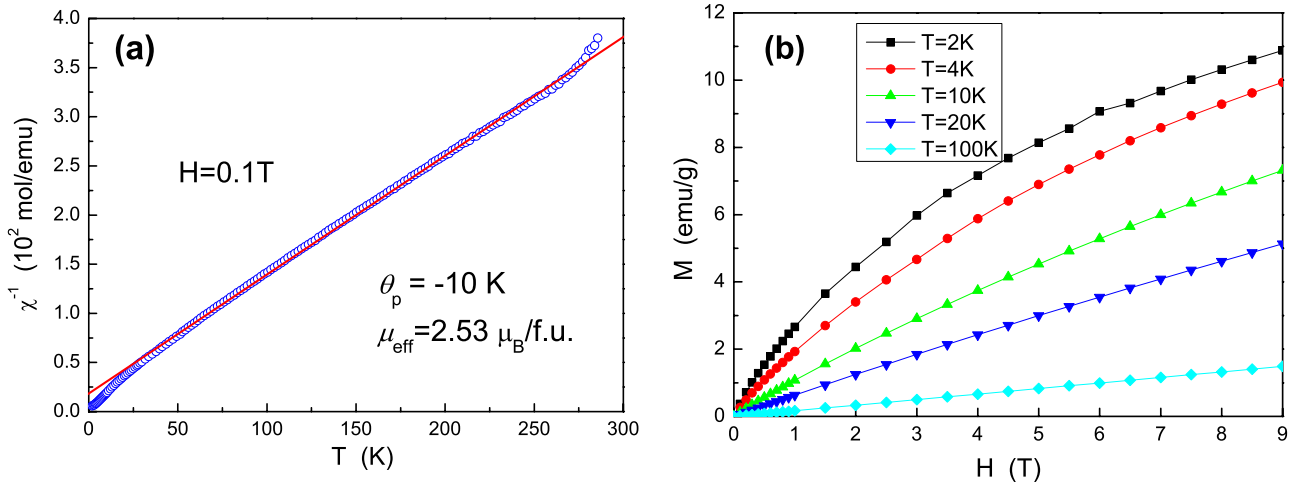 (a)
H=0.1T
θp = -10 K
μeff=2.53 μB/f.u.
χ-1 (10² mol/emu)
4.0
3.5
3.0
2.5
2.0
1.5
1.0
0.5
0.0
0 50 100 150 200 250 300
T (K)
(b)
T=2K
T=4K
T=10K
T=20K
T=100K
M (emu/g)
12
10
8
6
4
2
0
0 1 2 3 4 5 6 7 8 9
H (T)